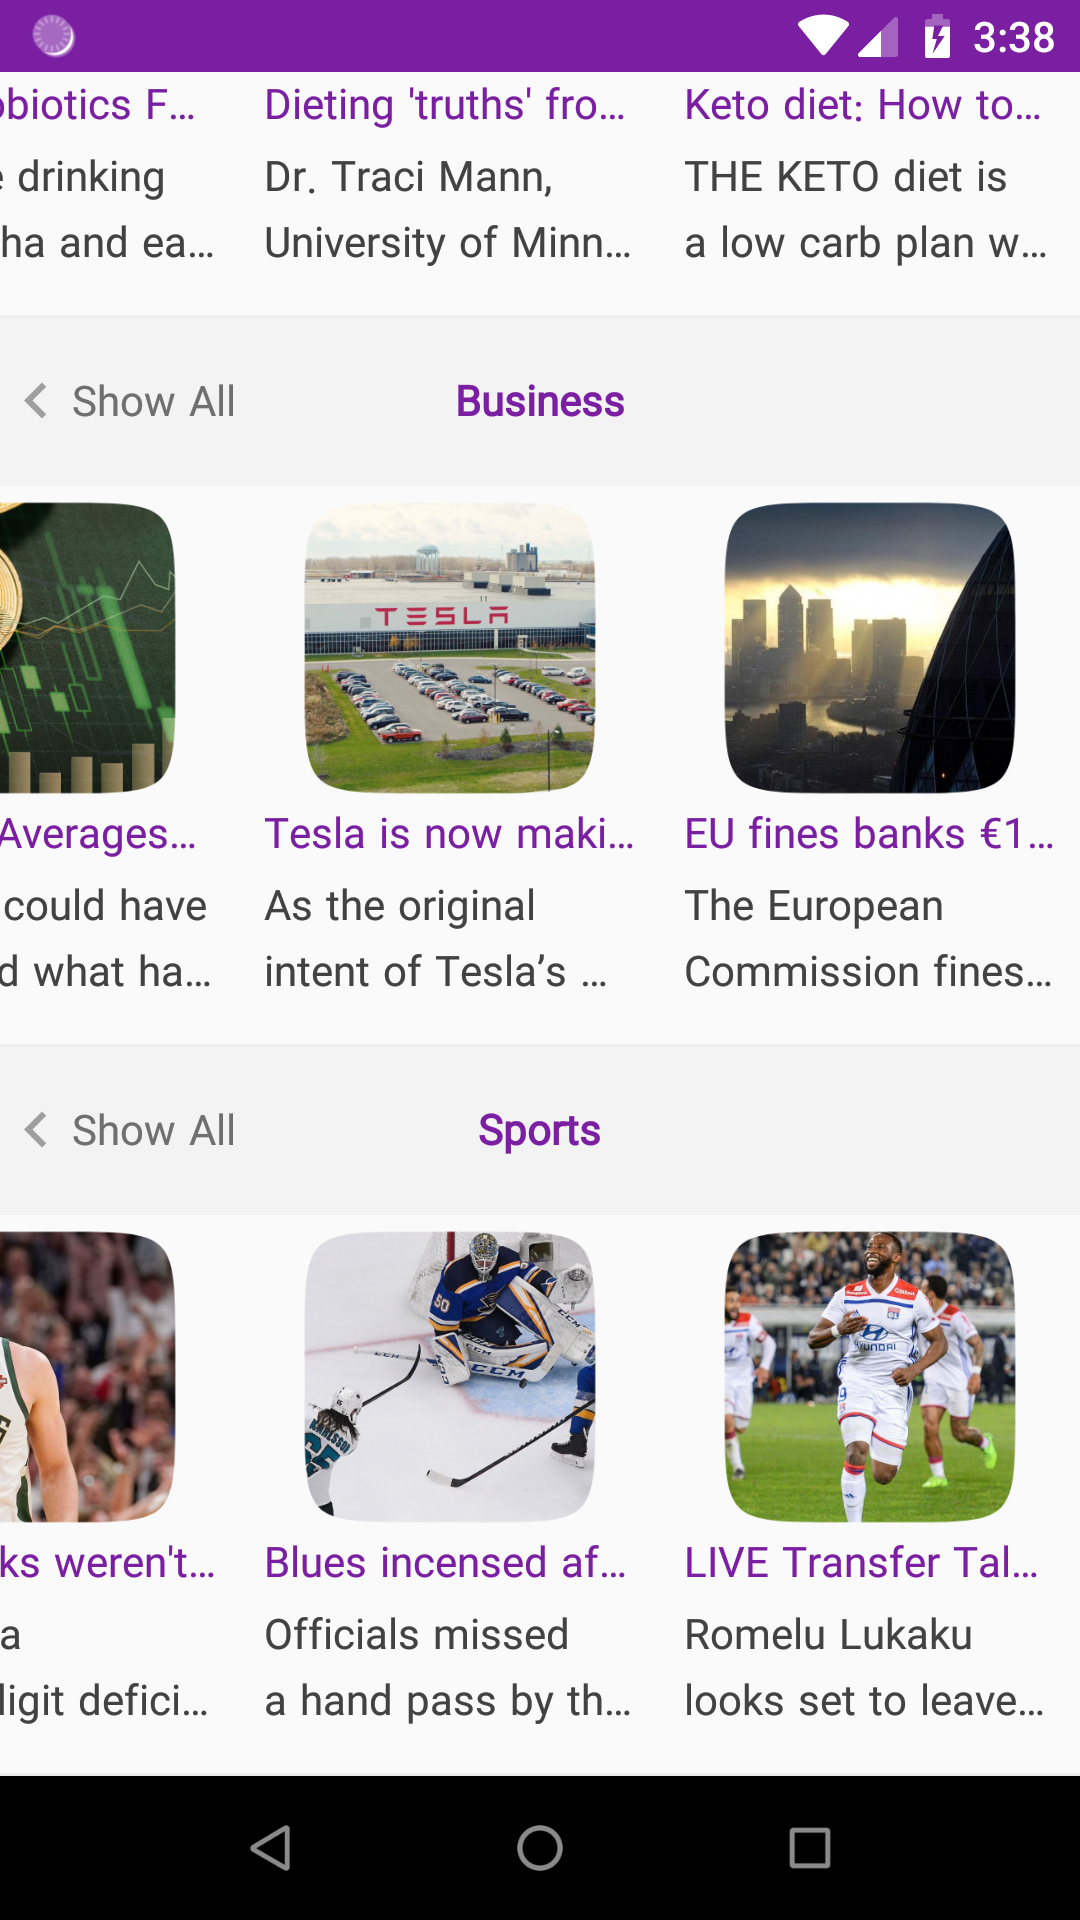 3:38
obiotics F...
Dieting 'truths' fro...
Keto diet: How to...
e drinking
ha and ea...
Dr. Traci Mann,
University of Minn...
THE KETO diet is
a low carb plan w...
Show All
Business
TESLA
Averages...
Tesla is now maki...
EU fines banks €1...
could have
d what ha...
As the original
intent of Tesla's ...
The European
Commission fines...
Show All
Sports
50
CCM
KARLSSON
65
HYUNDAI
ks weren't...
Blues incensed af...
LIVE Transfer Tal...
a
digit defici...
Officials missed
a hand pass by th...
Romelu Lukaku
looks set to leave...